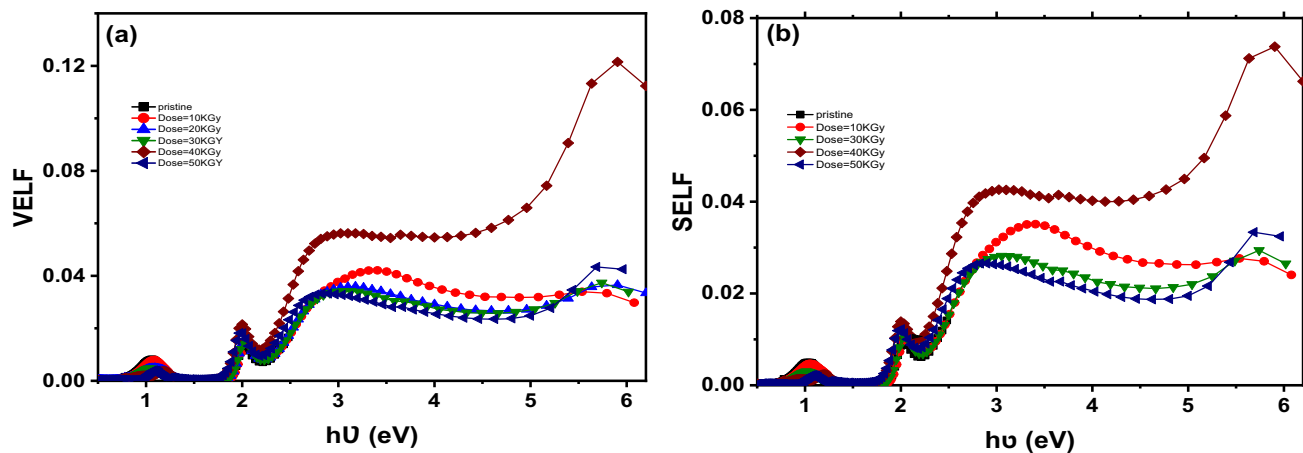 (a)
VELF
0.12
0.08
0.04
0.00
pristine
Dose=10KGy
Dose=20KGy
Dose=30KGY
Dose=40KGy
Dose=50KGY
1 2 3 4 5 6
hʋ (eV)
(b)
SELF
0.08
0.06
0.04
0.02
0.00
pristine
Dose=10KGy
Dose=30KGy
Dose=40KGy
Dose=50KGy
1 2 3 4 5 6
hʋ (eV)